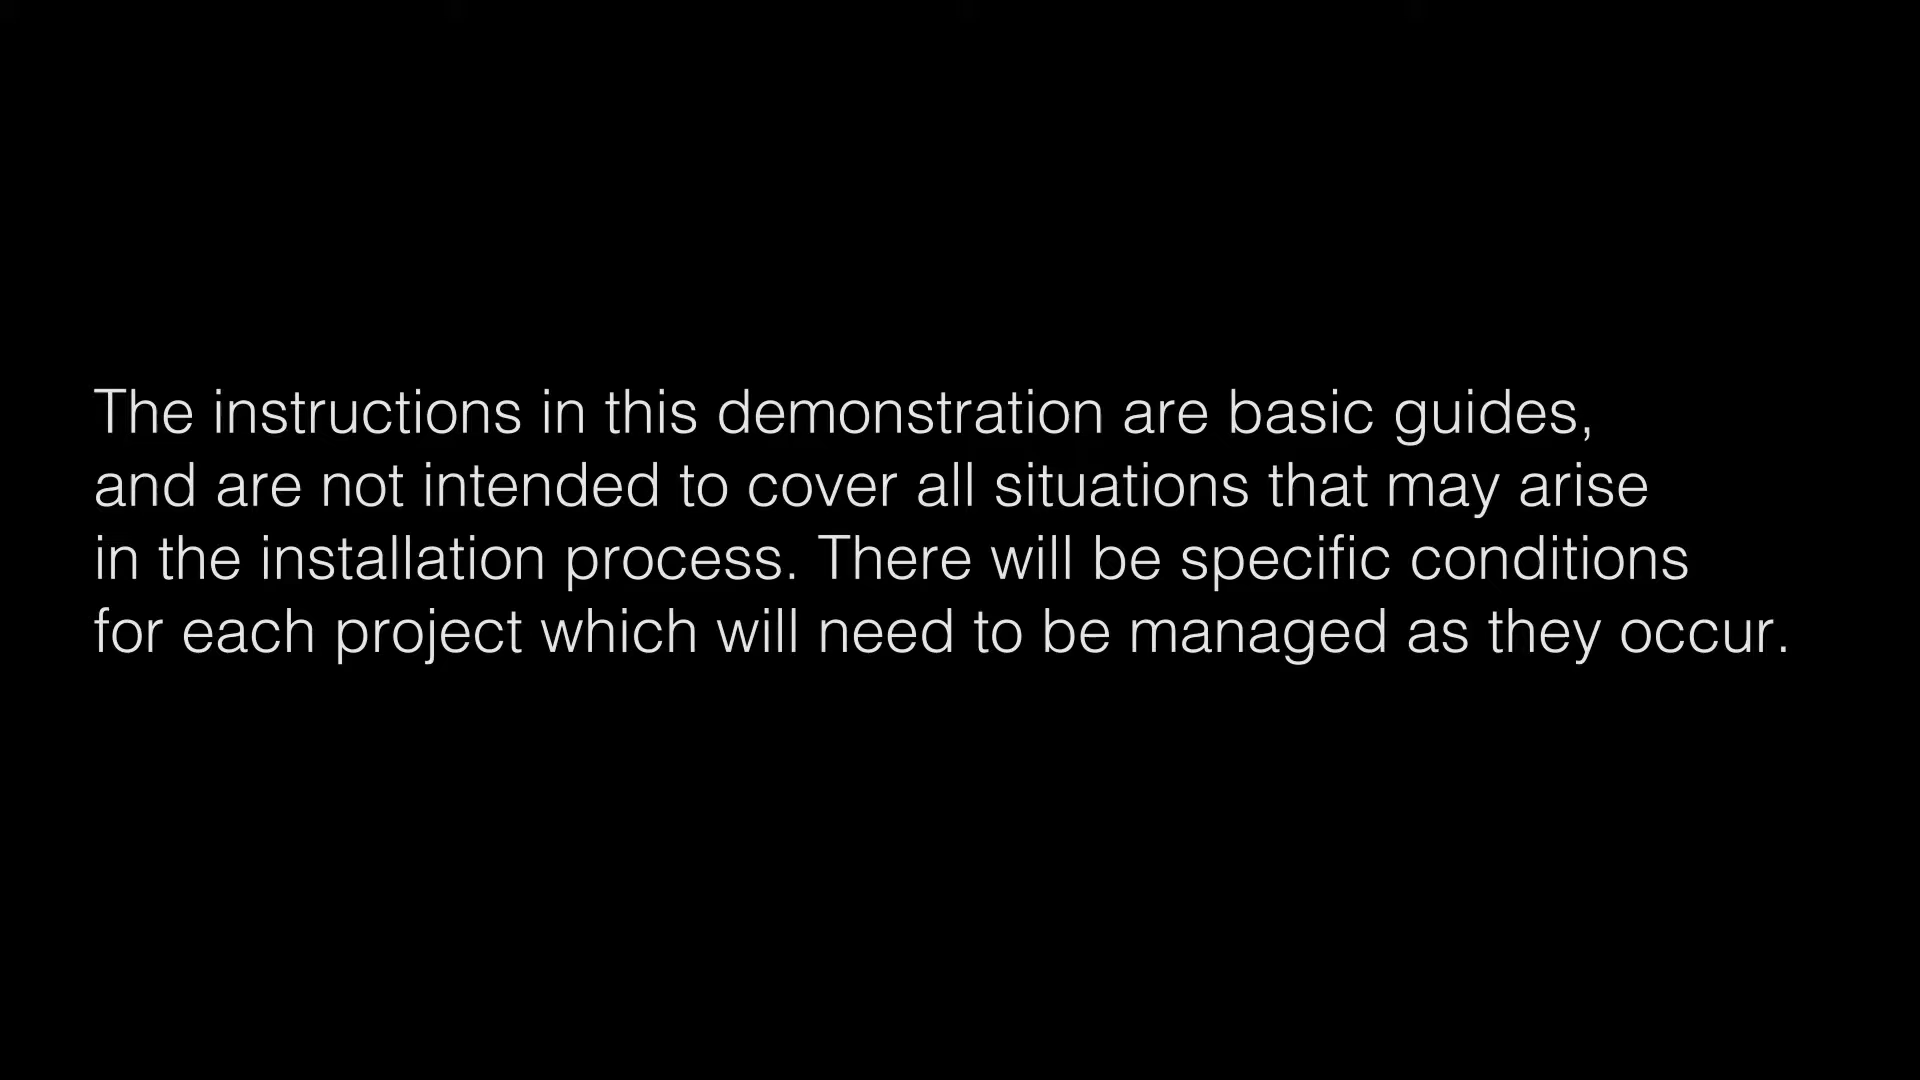 The instructions in this demonstration are basic guides,
and are not intended to cover all situations that may arise
in the installation process. There will be specific conditions
for each project which will need to be managed as they occur.